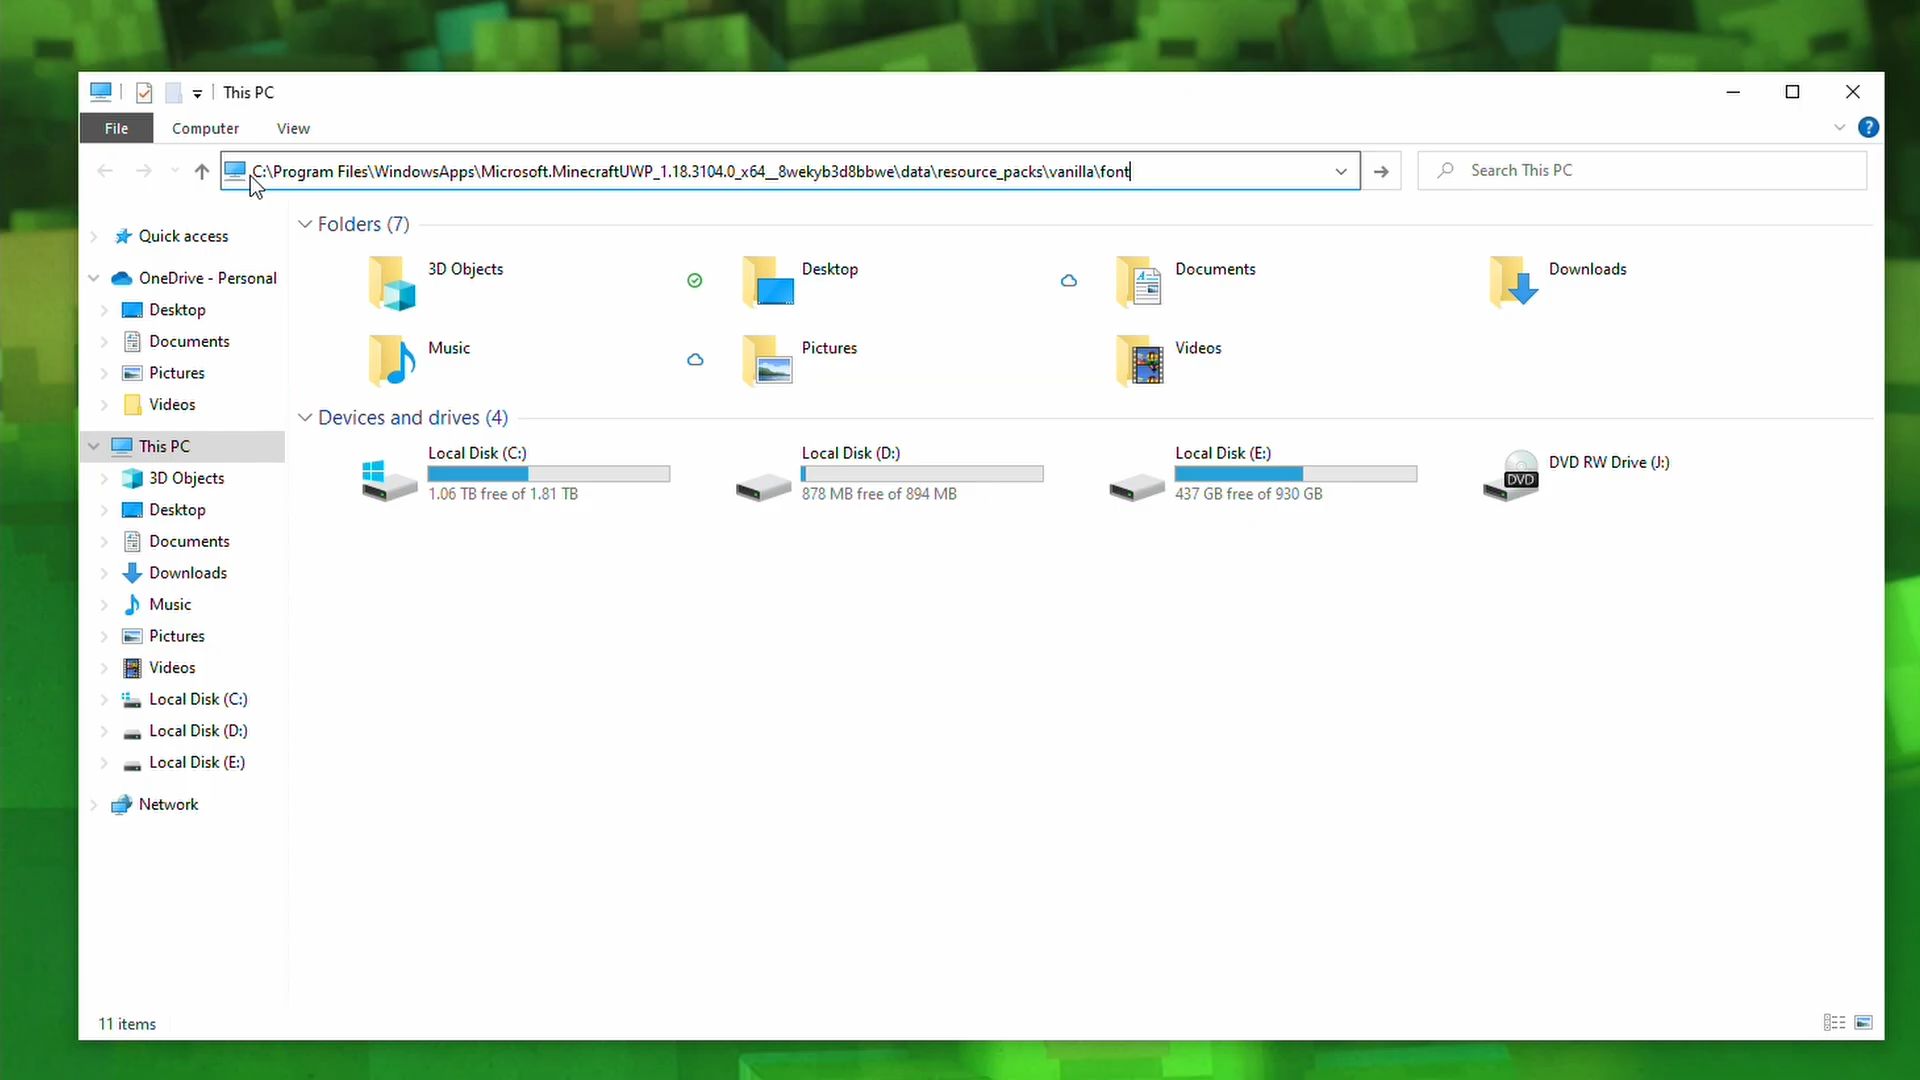 This PC
File
Computer
View
C:\Program Files\WindowsApps\Microsoft.MinecraftUWP_1.18.3104.0_x64__8wekyb3d8bbwe\data\resource_packs\vanilla\font
Search This PC
Quick access
OneDrive - Personal
Desktop
Documents
Pictures
Videos
This PC
3D Objects
Desktop
Documents
Downloads
Music
Pictures
Videos
Local Disk (C:)
Local Disk (D:)
Local Disk (E:)
Network
Folders (7)
3D Objects
Desktop
Documents
Downloads
Music
Pictures
Videos
Devices and drives (4)
Local Disk (C:)
1.06 TB free of 1.81 TB
Local Disk (D:)
878 MB free of 894 MB
Local Disk (E:)
437 GB free of 930 GB
DVD
DVD RW Drive (J:)
11 items